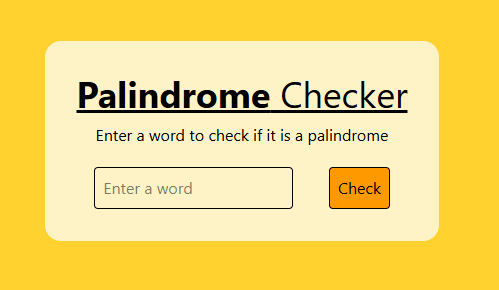 Palindrome Checker
Enter a word to check if it is a palindrome
Enter a word
Check